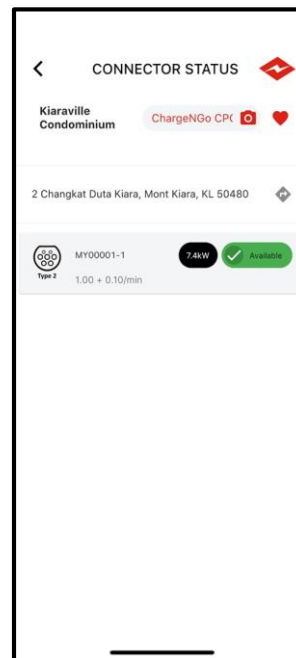 CONNECTOR STATUS
Kiaraville
Condominium
ChargeNGo CP(
2 Changkat Duta Kiara, Mont Kiara, KL 50480
Type 2
MY00001-1
7.4kW
Available
1.00 + 0.10/min